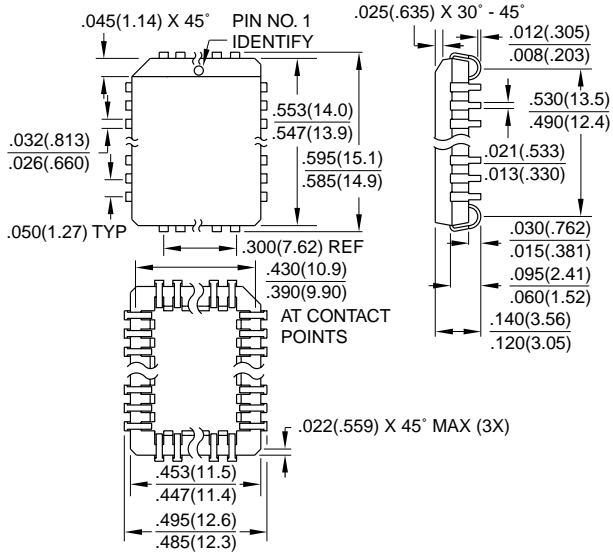 .045(1.14) X 45°
PIN NO. 1
IDENTIFY
.553(14.0)
.547(13.9)
.032(.813)
.026(.660)
.595(15.1)
.585(14.9)
.050(1.27) TYP
.300(7.62) REF
.430(10.9)
.390(9.90)
AT CONTACT
POINTS
.022(.559) X 45° MAX (3X)
.453(11.5)
.447(11.4)
.495(12.6)
.485(12.3)
.025(.635) X 30° - 45°
.012(.305)
.008(.203)
.530(13.5)
.490(12.4)
.021(.533)
.013(.330)
.030(.762)
.015(.381)
.095(2.41)
.060(1.52)
.140(3.56)
.120(3.05)